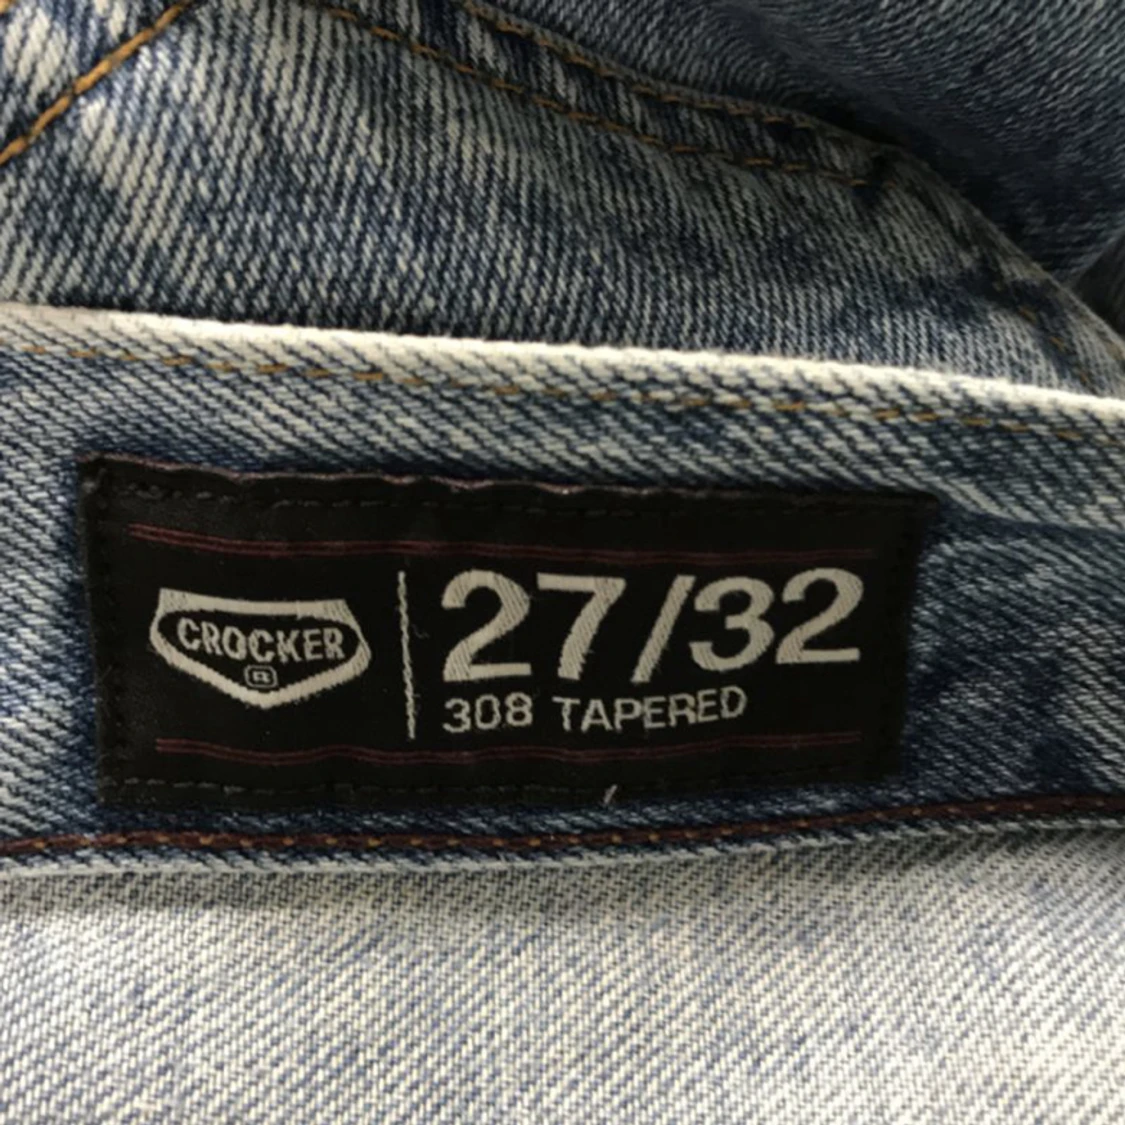 CROCKER
®
27/32
308 TAPERED